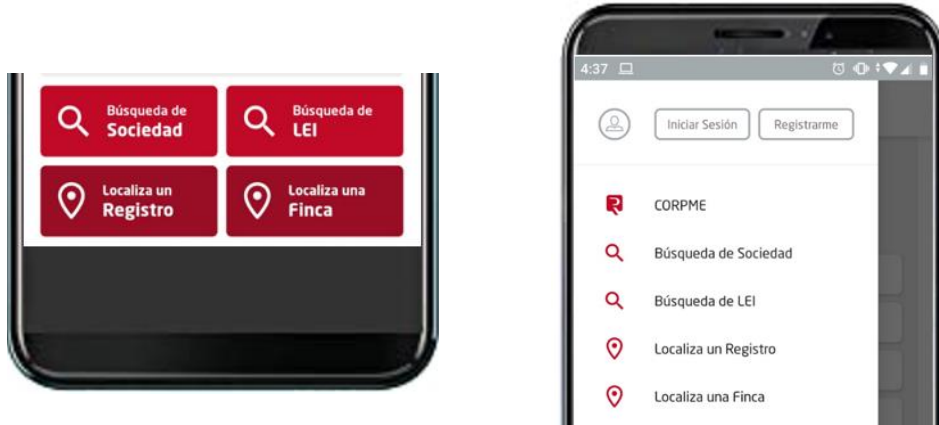 Búsqueda de
Sociedad
Búsqueda de
LEI
Localiza un
Registro
Localiza una
Finca
4:37
Iniciar Sesión
Registrarme
CORPME
Búsqueda de Sociedad
Búsqueda de LEI
Localiza un Registro
Localiza una Finca